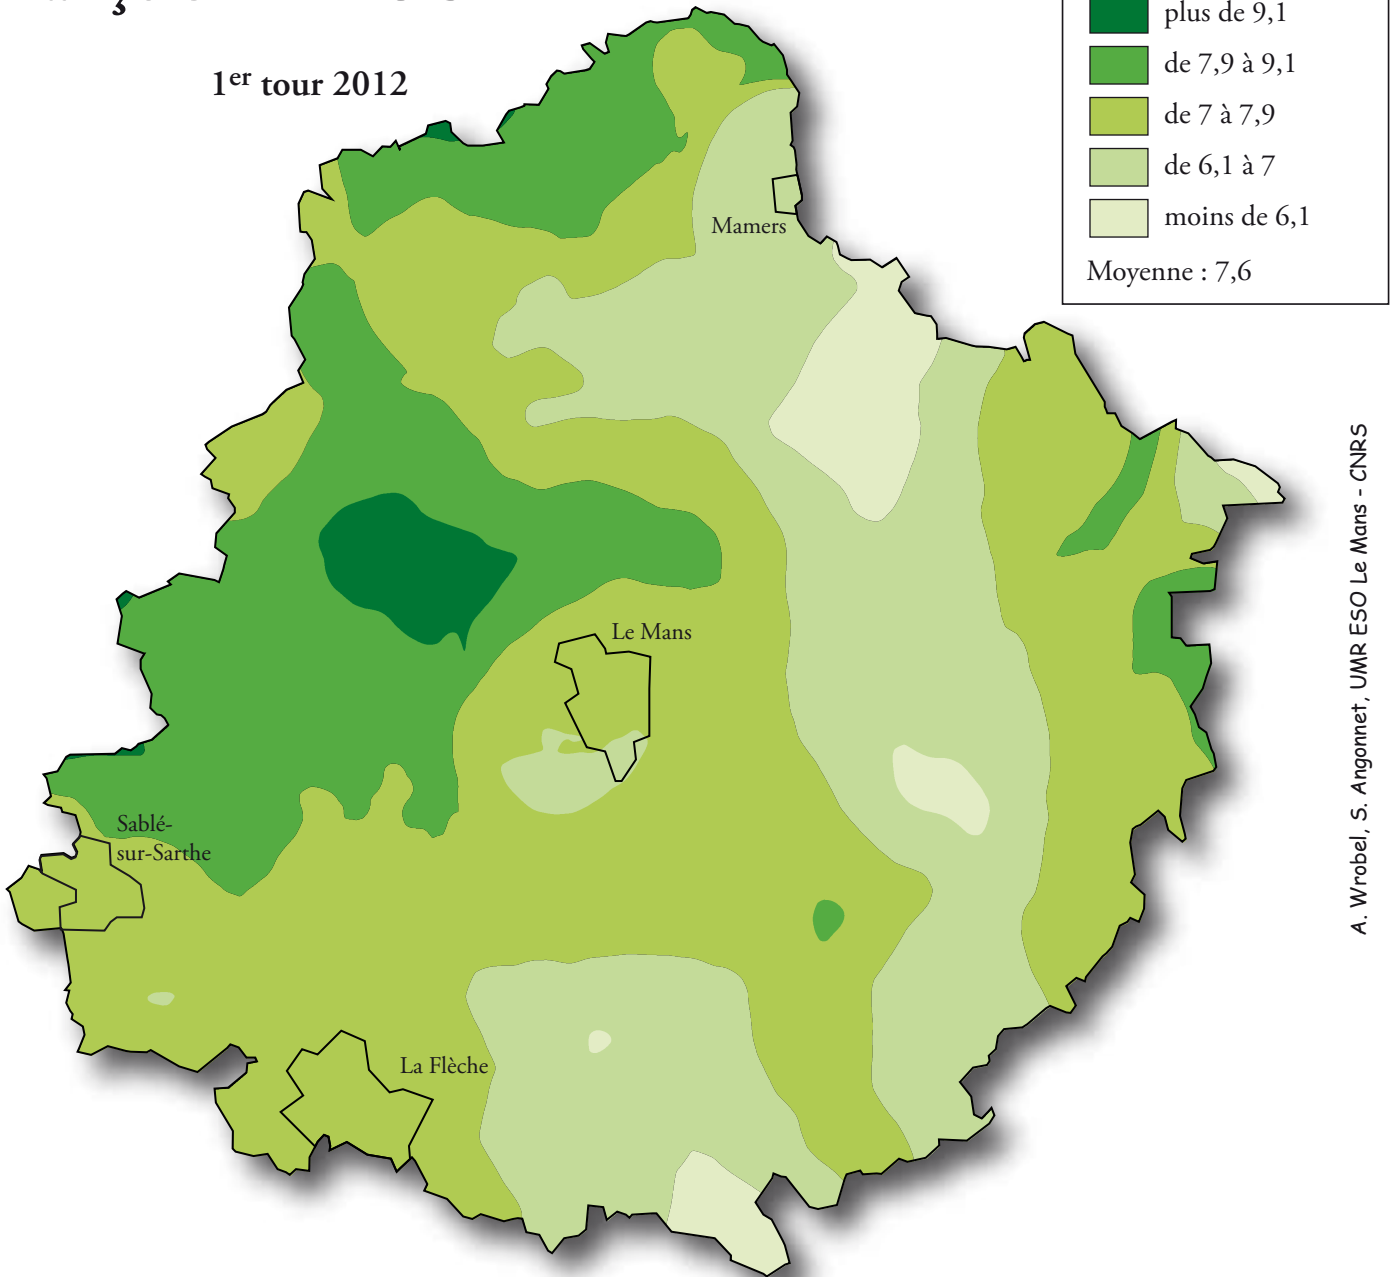 1er tour 2012
plus de 9,1
de 7,9 à 9,1
de 7 à 7,9
de 6,1 à 7
moins de 6,1
Moyenne : 7,6
Mamers
Le Mans
Sablé-
sur-Sarthe
La Flèche
A. Wrobel, S. Angonnet, UMR ESO Le Mans - CNRS